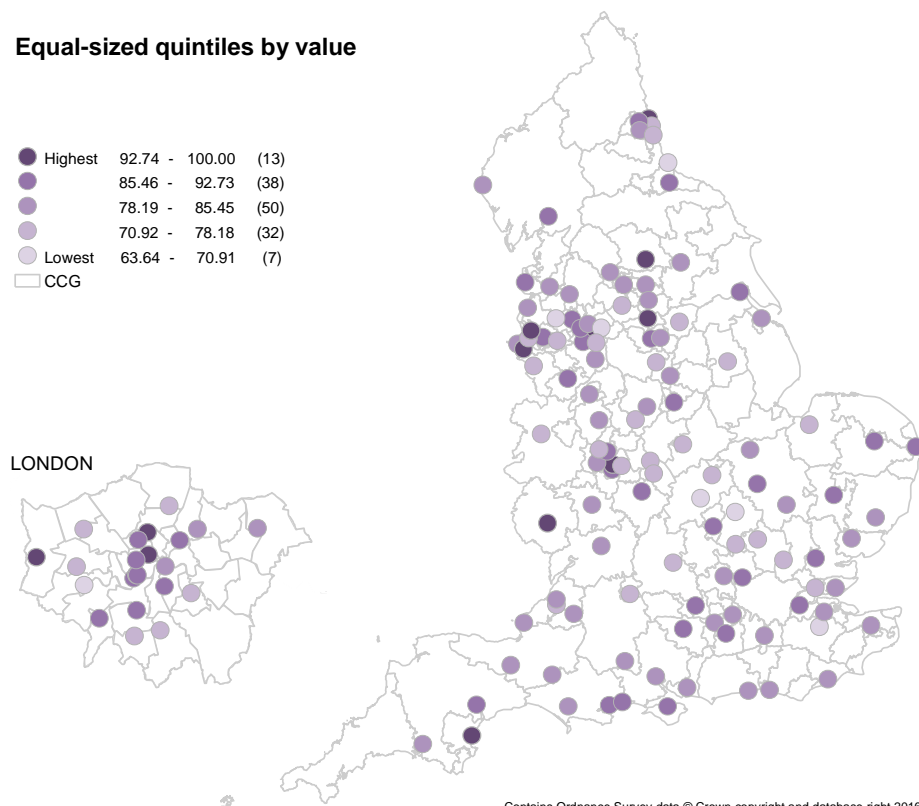 Equal-sized quintiles by value
Highest 92.74 - 100.00 (13)
85.46 - 92.73 (38)
78.19 - 85.45 (50)
70.92 - 78.18 (32)
Lowest 63.64 - 70.91 (7)
CCG
LONDON
Contains Ordnance Survey data © Crown copyright and database right 2016